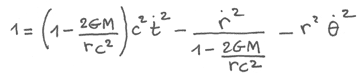 1 = (1 - 2GM/rc²) c² ṫ² - ṙ²/(1 - 2GM/rc²) - r² θ̇²